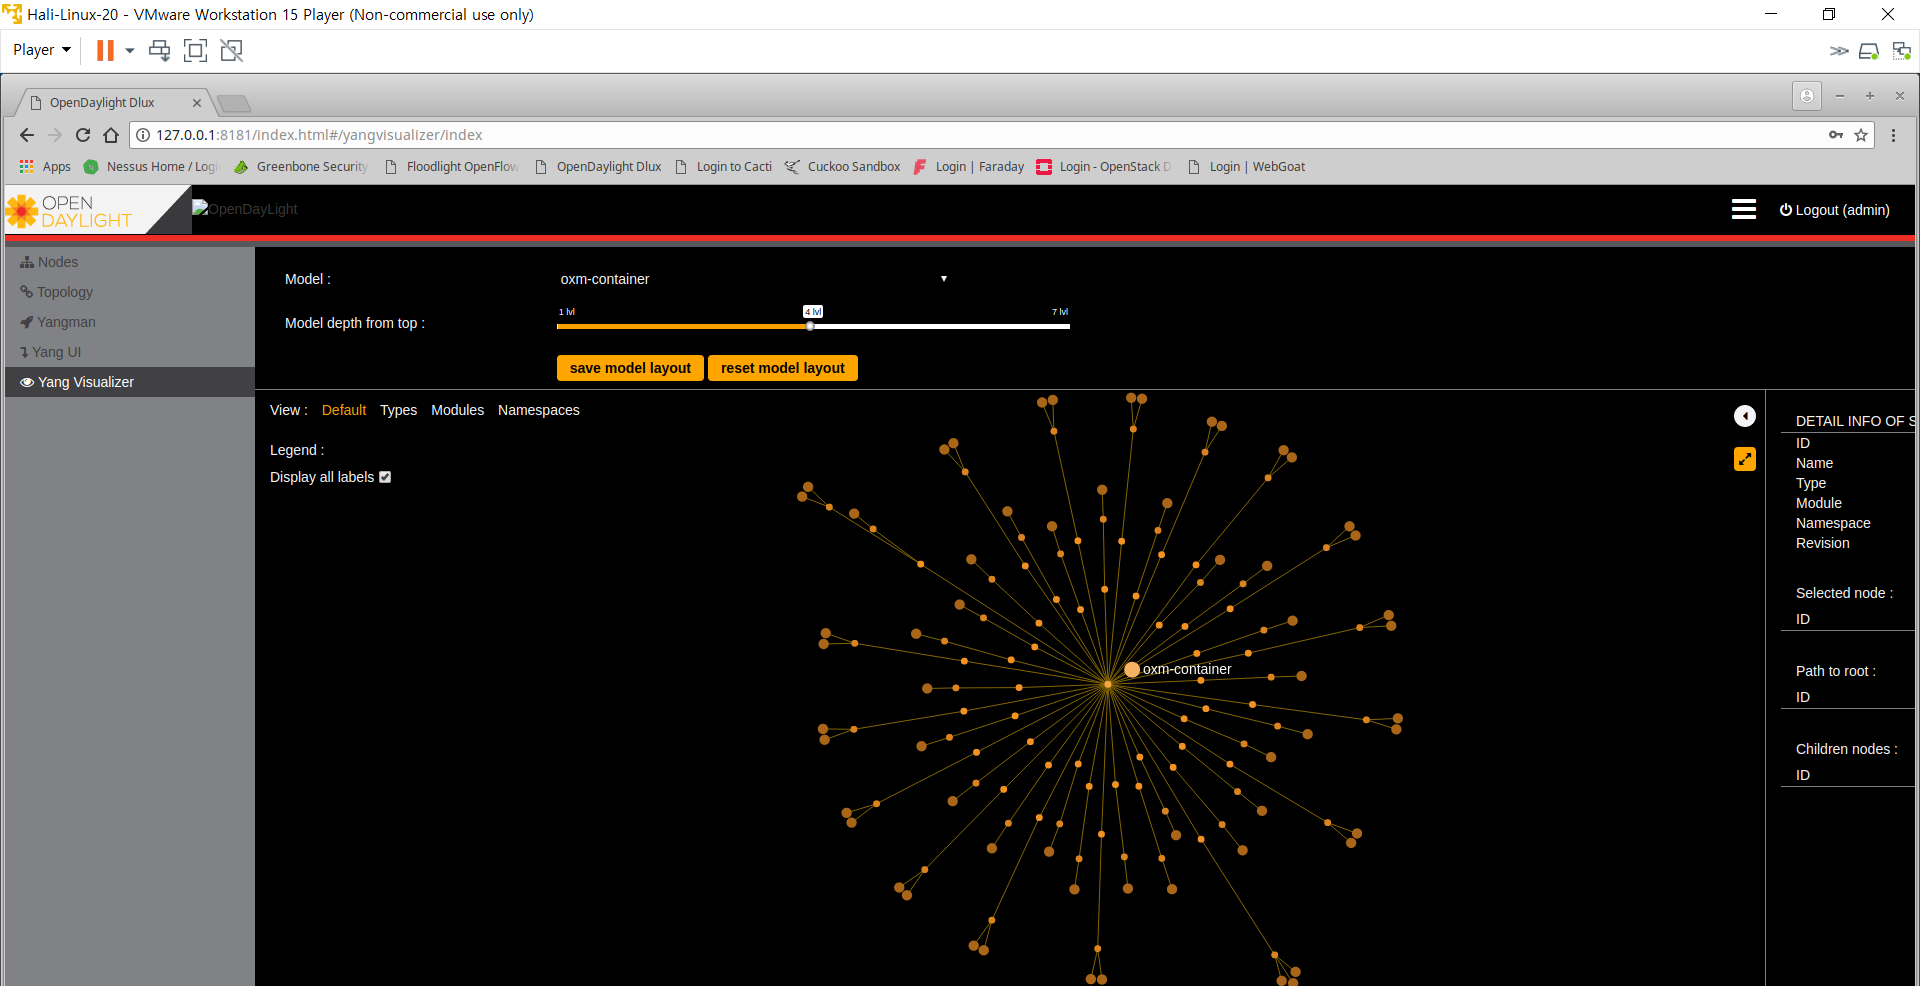 Hali-Linux-20 - VMware Workstation 15 Player (Non-commercial use only)
Player
OpenDaylight Dlux
127.0.0.1:8181/index.html#/yangvisualizer/index
Apps Nessus Home / Logi Greenbone Security Floodlight OpenFlow OpenDaylight Dlux Login to Cacti Cuckoo Sandbox Login | Faraday Login - OpenStack D Login | WebGoat
OPEN
DAYLIGHT
OpenDayLight
Logout (admin)
Nodes
Topology
Yangman
Yang UI
Yang Visualizer
Model : oxm-container
1 lvl 4 lvl 7 lvl
Model depth from top :
save model layout reset model layout
View : Default Types Modules Namespaces
Legend :
Display all labels
oxm-container
DETAIL INFO OF S
ID
Name
Type
Module
Namespace
Revision
Selected node :
ID
Path to root :
ID
Children nodes :
ID